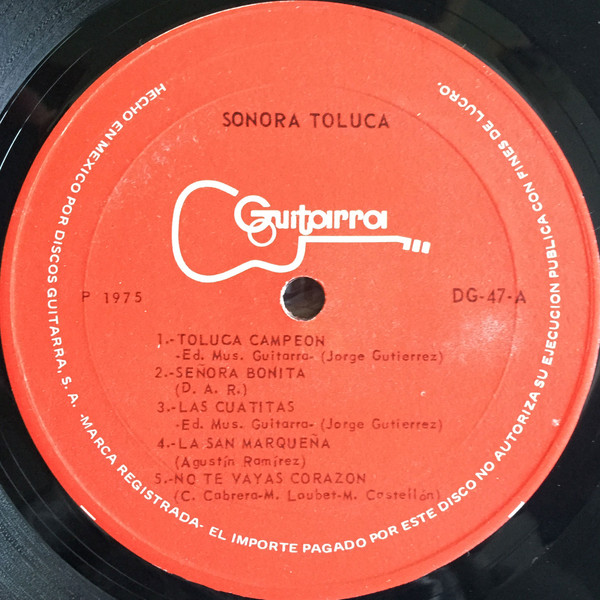 SONORA TOLUCA
Guitarra
P 1975
DG-47-A
1.-TOLUCA CAMPEON
-Ed. Mus. Guitarra- (Jorge Gutierrez)
2.-SEÑORA BONITA
(D. A. R.)
3.-LAS CUATITAS
-Ed. Mus. Guitarra- (Jorge Gutierrez)
4.-LA SAN MARQUEÑA
(Agustín Ramírez)
5.-NO TE VAYAS CORAZON
(C. Cabrera-M. Loubet-M. Castellón)
HECHO EN MEXICO POR DISCOS GUITARRA, S. A. -MARCA REGISTRADA- EL IMPORTE PAGADO POR ESTE DISCO NO AUTORIZA SU EJECUCION PUBLICA CON FINES DE LUCRO.